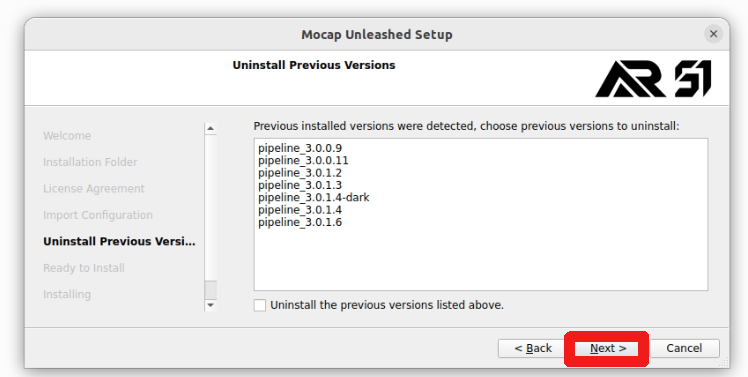 Mocap Unleashed Setup
Uninstall Previous Versions
AR 51
Welcome
Installation Folder
License Agreement
Import Configuration
Uninstall Previous Versi...
Ready to Install
Installing
Previous installed versions were detected, choose previous versions to uninstall:
pipeline_3.0.0.9
pipeline_3.0.0.11
pipeline_3.0.1.2
pipeline_3.0.1.3
pipeline_3.0.1.4-dark
pipeline_3.0.1.4
pipeline_3.0.1.6
Uninstall the previous versions listed above.
< Back Next > Cancel